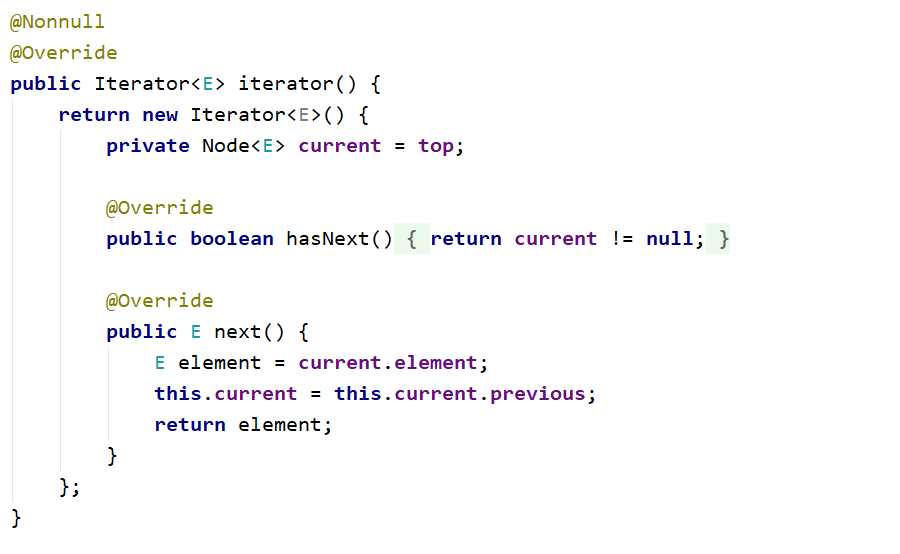 @Nonnull
@Override
public Iterator<E> iterator() {
    return new Iterator<E>() {
        private Node<E> current = top;

        @Override
        public boolean hasNext() { return current != null; }

        @Override
        public E next() {
            E element = current.element;
            this.current = this.current.previous;
            return element;
        }
    };
}